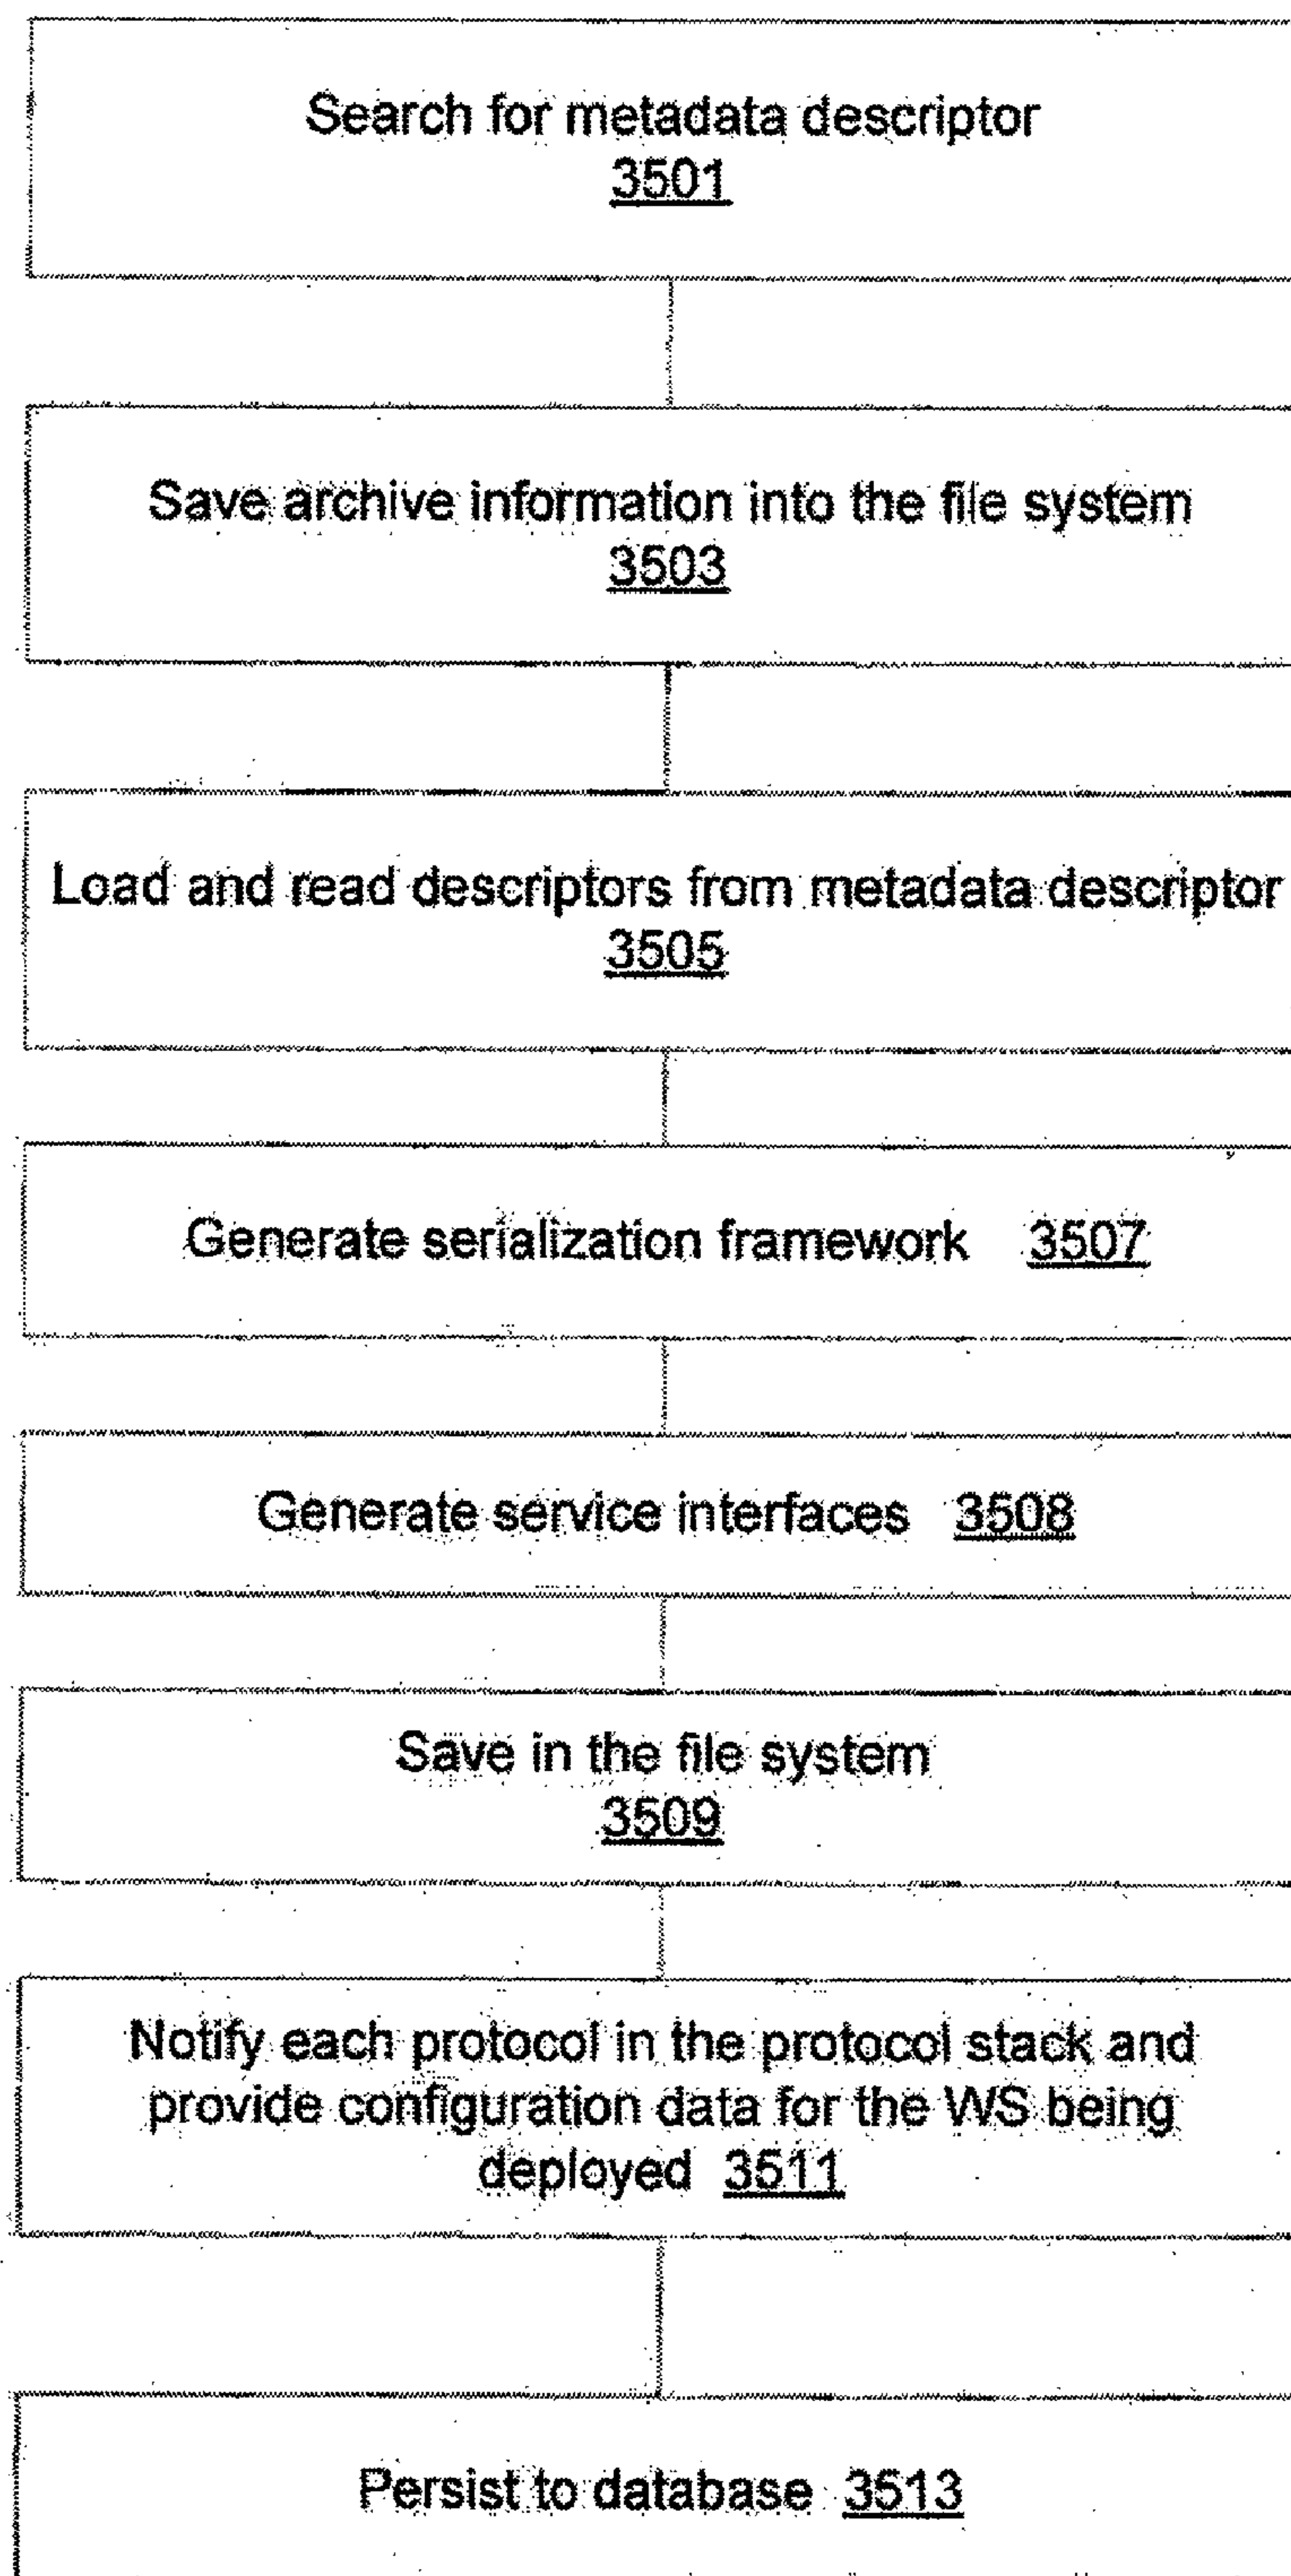 Search for metadata descriptor
3501
Save archive information into the file system
3503
Load and read descriptors from metadata descriptor
3505
Generate serialization framework 3507
Generate service interfaces 3508
Save in the file system
3509
Notify each protocol in the protocol stack and
provide configuration data for the WS being
deployed 3511
Persist to database 3513